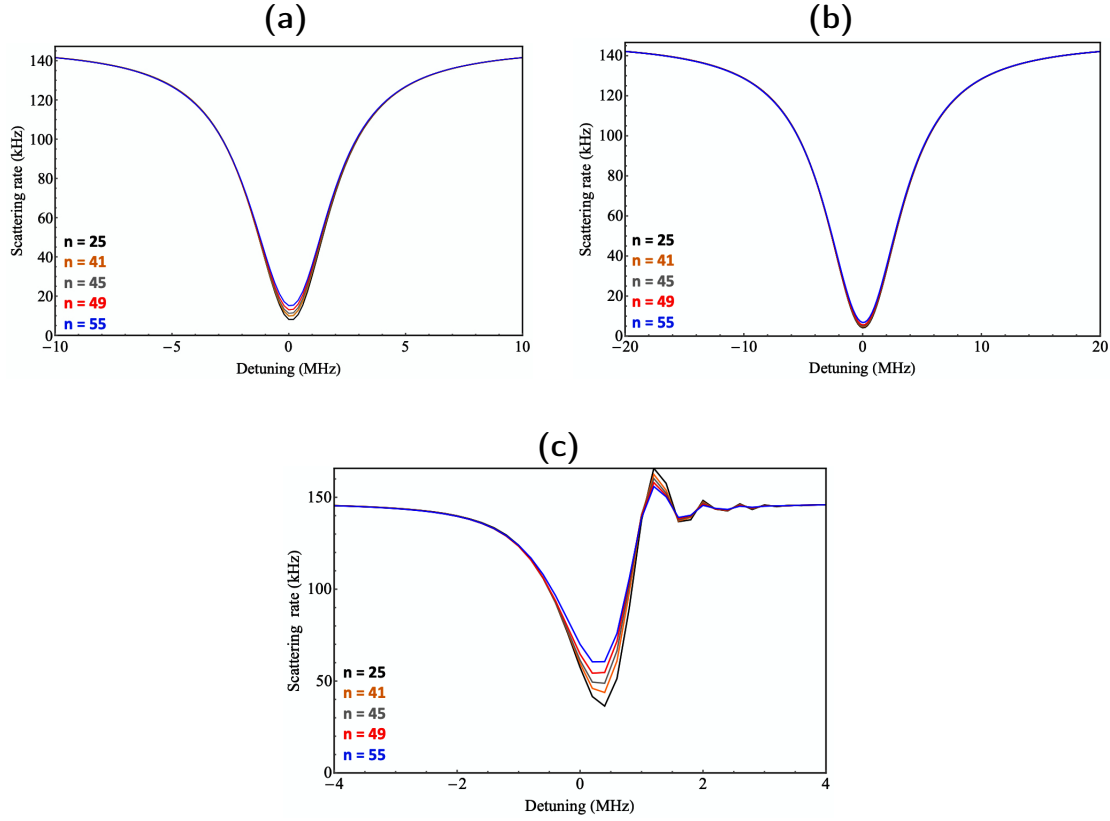 (a)
Scattering rate (kHz)
140
120
100
80
60
40
20
0
n = 25
n = 41
n = 45
n = 49
n = 55
−10
−5
0
5
10
Detuning (MHz)
(b)
Scattering rate (kHz)
140
120
100
80
60
40
20
0
n = 25
n = 41
n = 45
n = 49
n = 55
−20
−10
0
10
20
Detuning (MHz)
(c)
Scattering rate (kHz)
150
100
50
0
n = 25
n = 41
n = 45
n = 49
n = 55
−4
−2
0
2
4
Detuning (MHz)